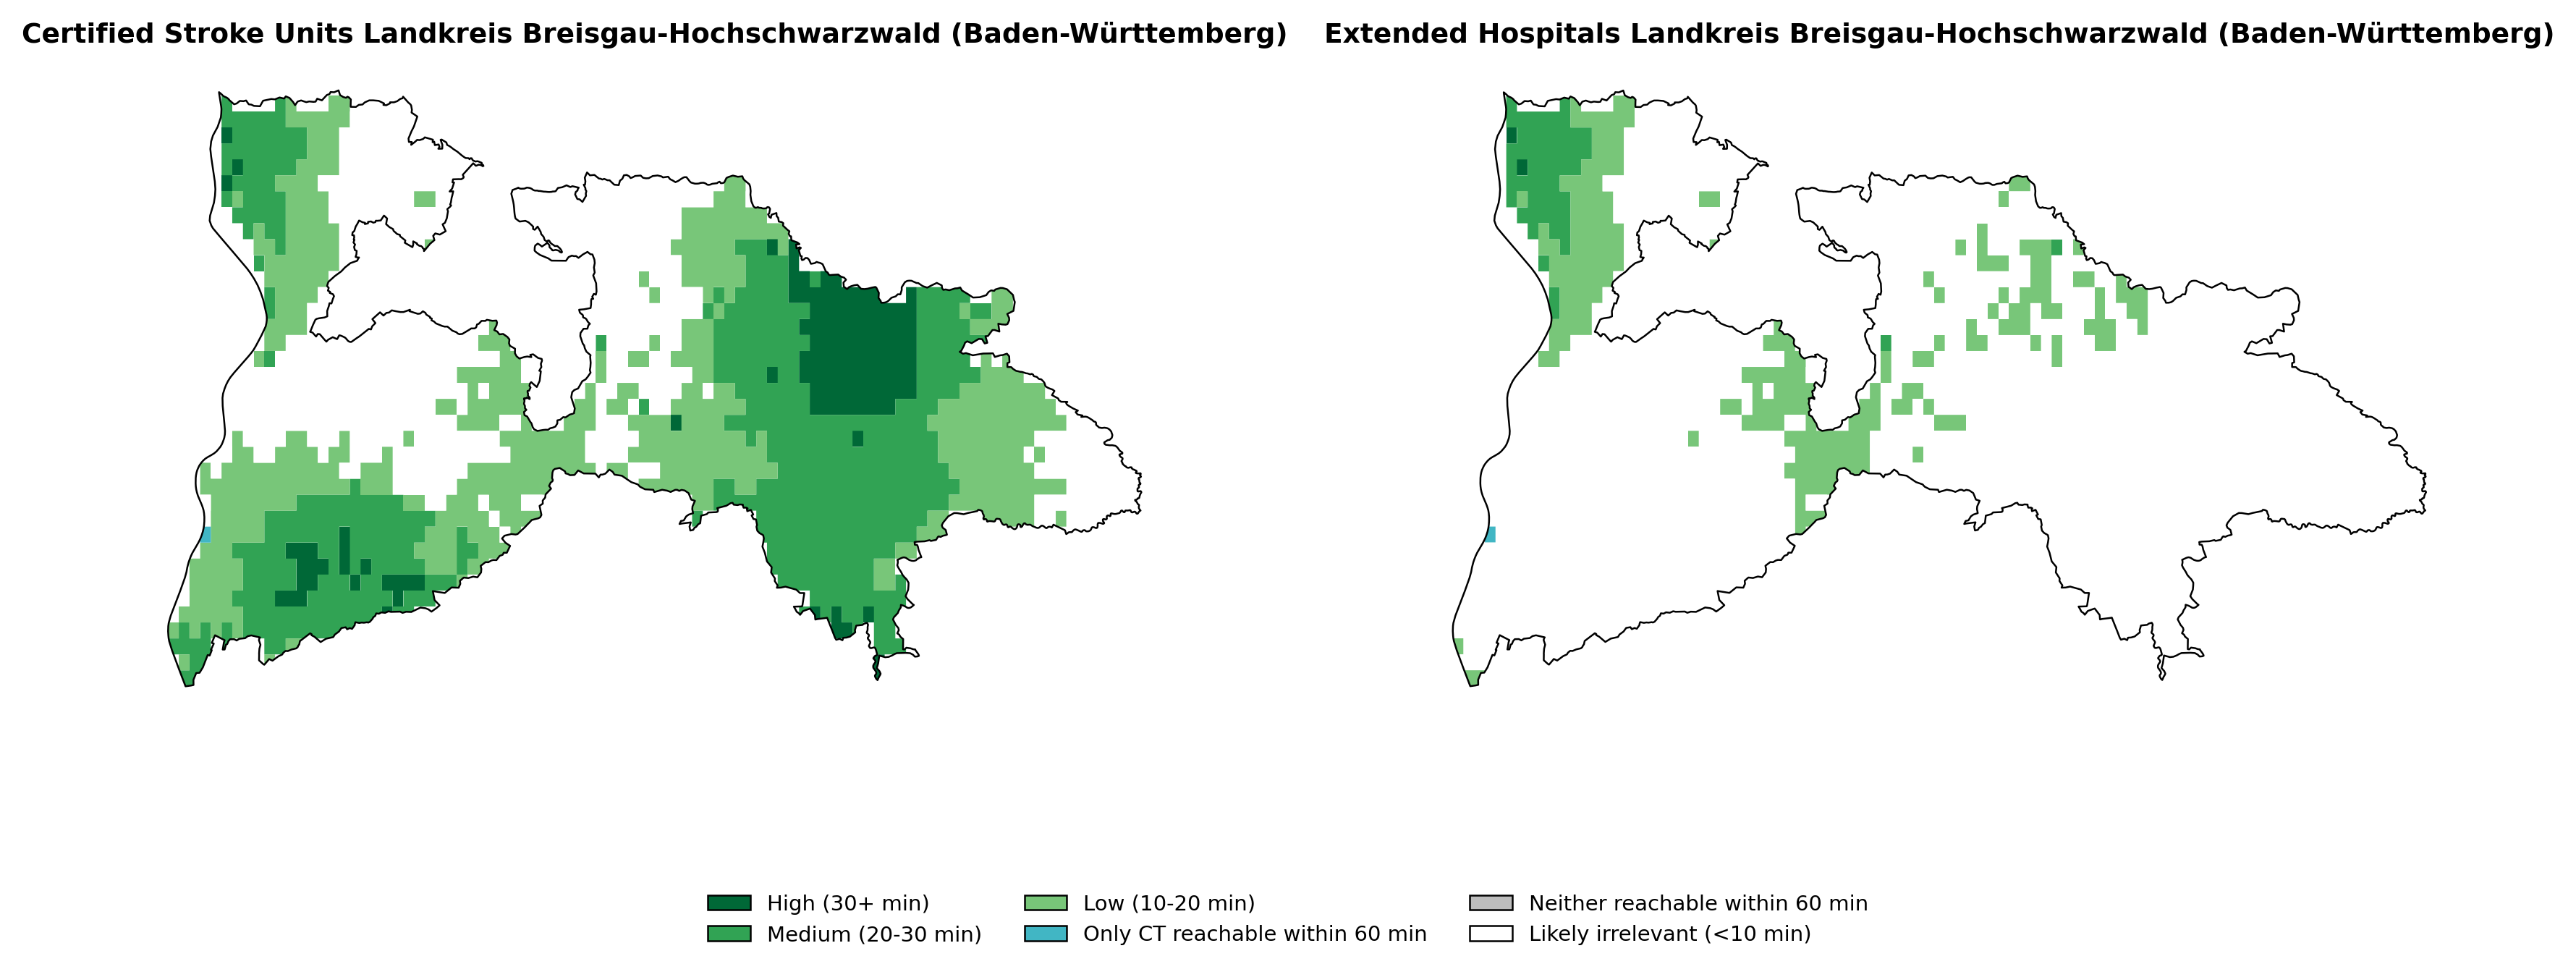 Certified Stroke Units Landkreis Breisgau-Hochschwarzwald (Baden-Württemberg)
Extended Hospitals Landkreis Breisgau-Hochschwarzwald (Baden-Württemberg)
High (30+ min)
Medium (20-30 min)
Low (10-20 min)
Only CT reachable within 60 min
Neither reachable within 60 min
Likely irrelevant (<10 min)